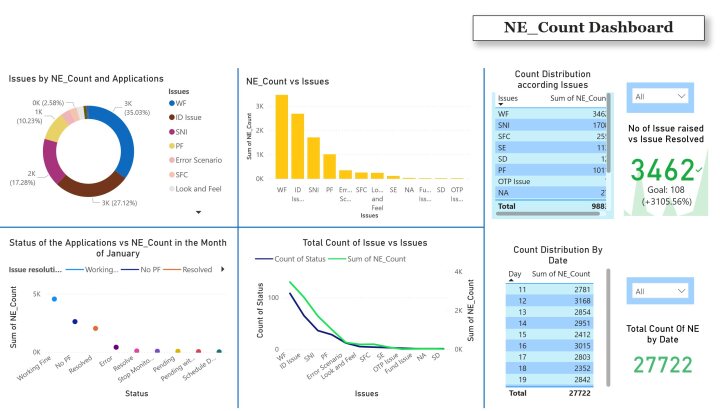 NE_Count Dashboard
Issues by NE_Count and Applications
0K (2.58%)
1K
(10.23%)
2K
(17.28%)
3K
(35.03%)
3K (27.12%)
Issues
WF
ID Issue
SNI
PF
Error Scenario
SFC
Look and Feel
NE_Count vs Issues
Sum of NE_Count
3K
2K
1K
0K
WF
ID
Iss...
SNI
PF
Err...
Sc...
SFC
Lo...
and
Feel
SE
NA
Fu...
Iss...
SD
OTP
Iss...
Issues
Count Distribution
according Issues
Issues Sum of NE_Coun
WF 3462
SNI 170
SFC 25
SE 11
SD 1
PF 101
OTP Issue
NA 2
Total 988
All
No of Issue raised
vs Issue Resolved
3462
Goal: 108
(+3105.56%)
Status of the Applications vs NE_Count in the Month
of January
Issue resoluti...
Working...
No PF
Resolved
Sum of NE_Count
5K
0K
Working Fine
No PF
Resolved
Error
Resolve
Stop Monito...
Pending
Pending wit...
Schedule D...
Status
Total Count of Issue vs Issues
Count of Status
Sum of NE_Count
Count of Status
100
0
4K
2K
0K
Sum of NE_Count
WF
ID Issue
SNI
PF
Error Scenario
Look and Feel
SFC
SE
OTP Issue
Fund Issue
NA
SD
Issues
Count Distribution By
Date
Day Sum of NE_Count
11 2781
12 3168
13 2854
14 2951
15 2412
16 3015
17 2803
18 2352
19 2842
Total 27722
All
Total Count Of NE
by Date
27722